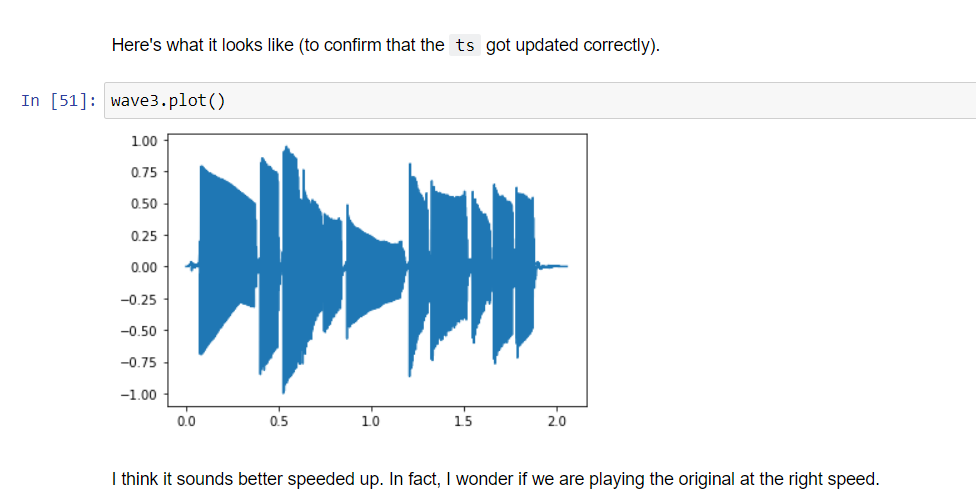 Here's what it looks like (to confirm that the ts got updated correctly).
In [51]: wave3.plot()
1.00
0.75
0.50
0.25
0.00
−0.25
−0.50
−0.75
−1.00
0.0 0.5 1.0 1.5 2.0
I think it sounds better speeded up. In fact, I wonder if we are playing the original at the right speed.